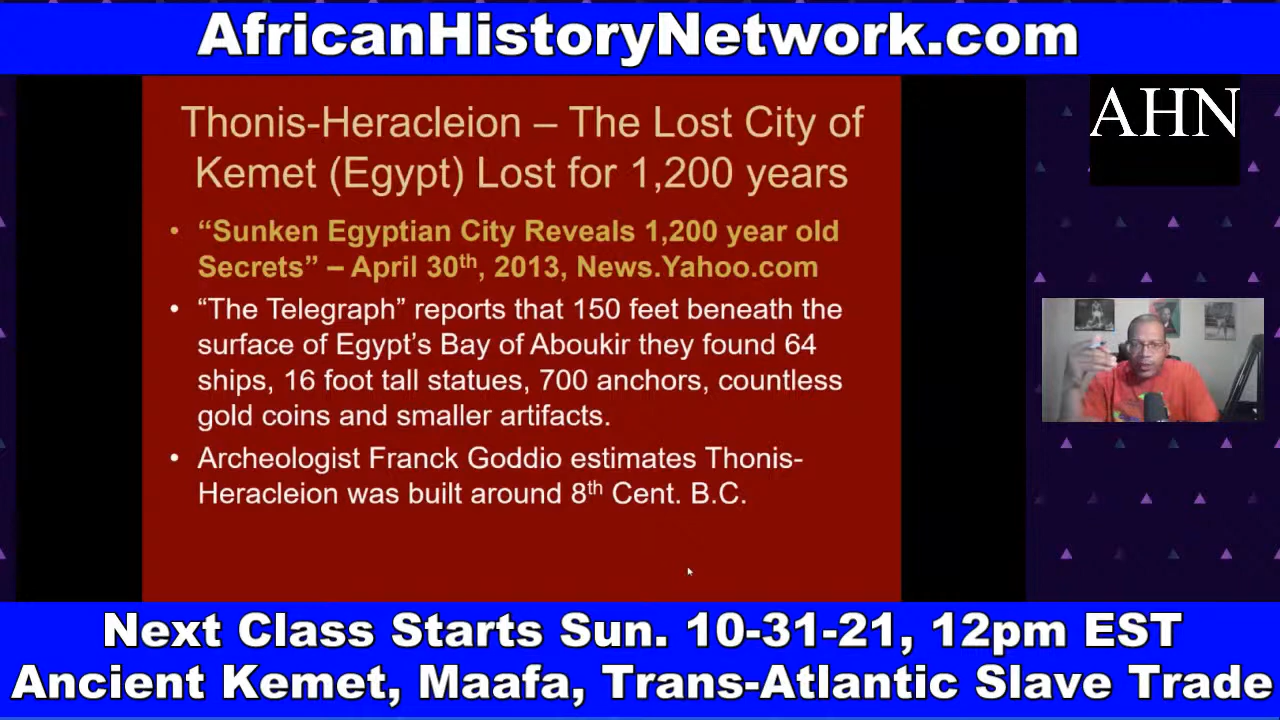 AfricanHistoryNetwork.com
AHN
Thonis-Heracleion – The Lost City of
Kemet (Egypt) Lost for 1,200 years
• “Sunken Egyptian City Reveals 1,200 year old
Secrets” – April 30th, 2013, News.Yahoo.com
• “The Telegraph” reports that 150 feet beneath the
surface of Egypt’s Bay of Aboukir they found 64
ships, 16 foot tall statues, 700 anchors, countless
gold coins and smaller artifacts.
• Archeologist Franck Goddio estimates Thonis-
Heracleion was built around 8th Cent. B.C.
Next Class Starts Sun. 10-31-21, 12pm EST
Ancient Kemet, Maafa, Trans-Atlantic Slave Trade